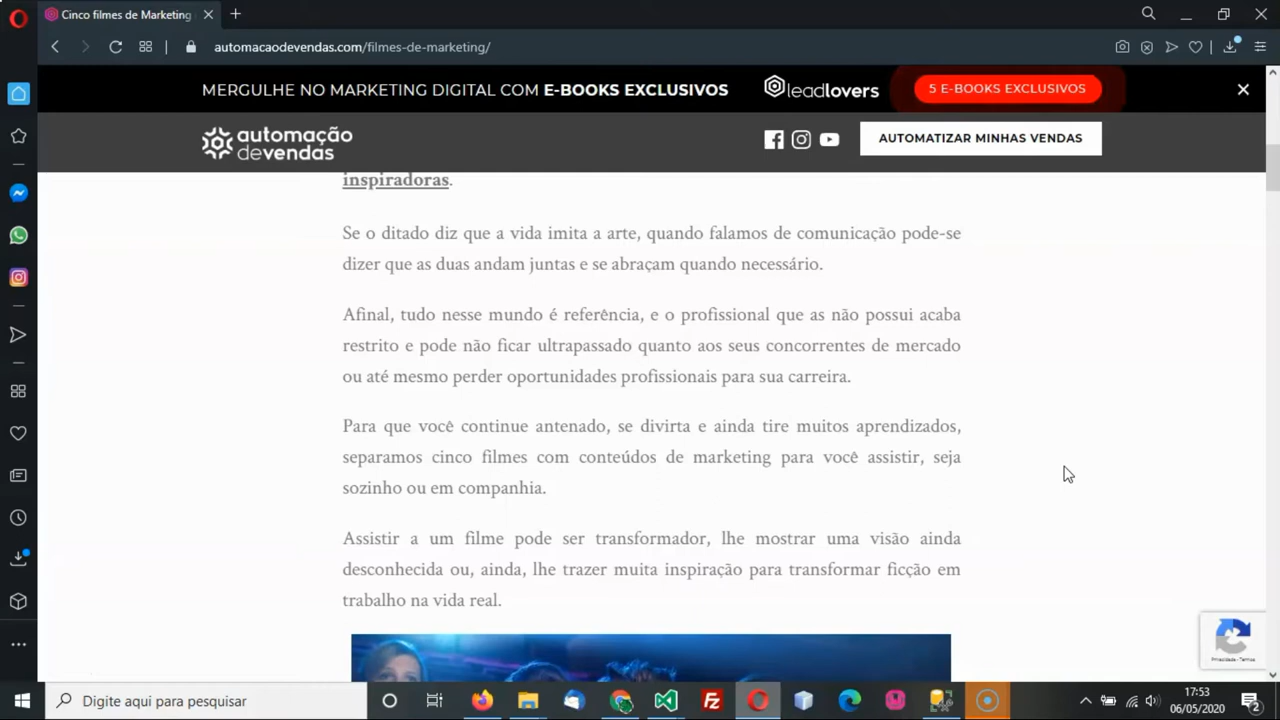 Cinco filmes de Marketing
automacaodevendas.com/filmes-de-marketing/
MERGULHE NO MARKETING DIGITAL COM E-BOOKS EXCLUSIVOS
leadlovers
5 E-BOOKS EXCLUSIVOS
automação
devendas
AUTOMATIZAR MINHAS VENDAS
inspiradoras.
Se o ditado diz que a vida imita a arte, quando falamos de comunicação pode-se
dizer que as duas andam juntas e se abraçam quando necessário.
Afinal, tudo nesse mundo é referência, e o profissional que as não possui acaba
restrito e pode não ficar ultrapassado quanto aos seus concorrentes de mercado
ou até mesmo perder oportunidades profissionais para sua carreira.
Para que você continue antenado, se divirta e ainda tire muitos aprendizados,
separamos cinco filmes com conteúdos de marketing para você assistir, seja
sozinho ou em companhia.
Assistir a um filme pode ser transformador, lhe mostrar uma visão ainda
desconhecida ou, ainda, lhe trazer muita inspiração para transformar ficção em
trabalho na vida real.
Privacidade - Termos
Digite aqui para pesquisar
17:53
06/05/2020
2